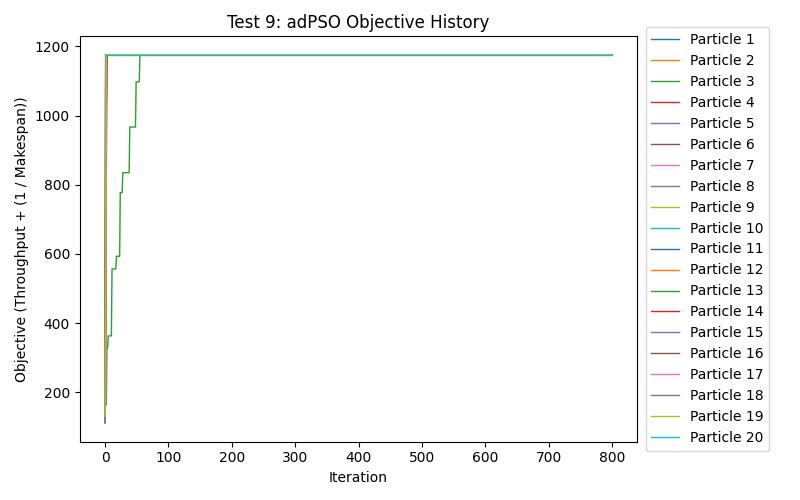 Test 9: adPSO Objective History
Objective (Throughput + (1 / Makespan))
1200
1000
800
600
400
200
0
100
200
300
400
500
600
700
800
Iteration
Particle 1
Particle 2
Particle 3
Particle 4
Particle 5
Particle 6
Particle 7
Particle 8
Particle 9
Particle 10
Particle 11
Particle 12
Particle 13
Particle 14
Particle 15
Particle 16
Particle 17
Particle 18
Particle 19
Particle 20